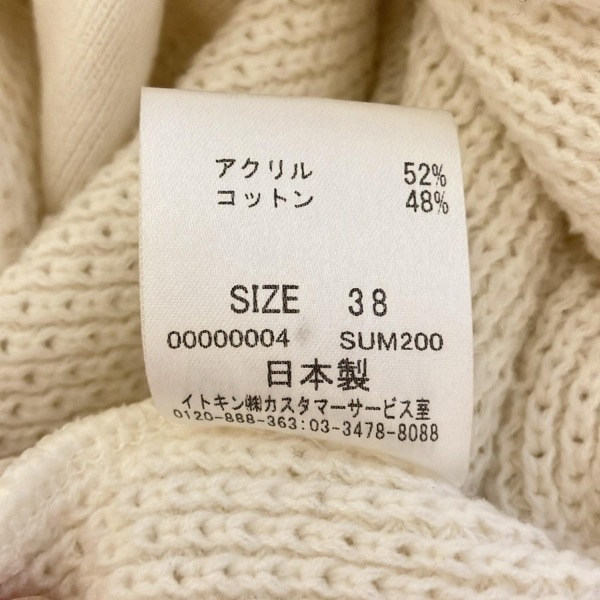 アクリル 52%
コットン 48%
SIZE 38
00000004 SUM200
日本製
イトキン㈱カスタマーサービス室
0120-888-363:03-3478-8088